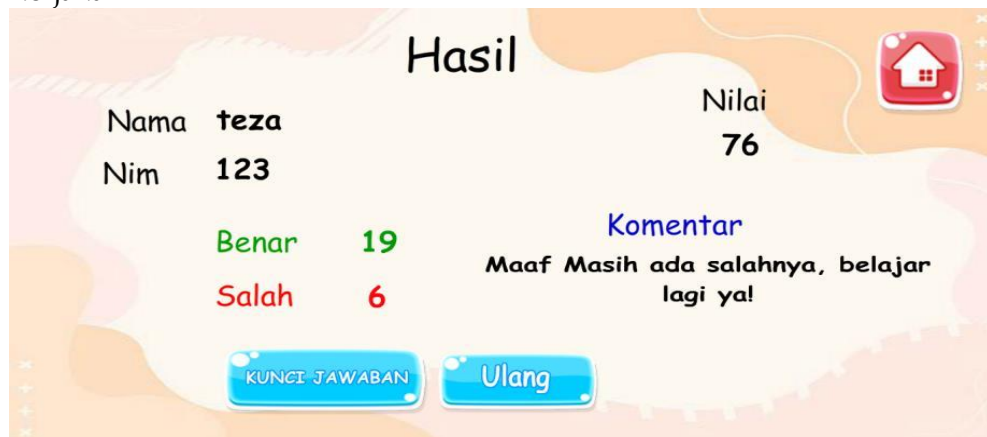 Hasil
Nama teza
Nim 123
Nilai
76
Benar 19
Salah 6
Komentar
Maaf Masih ada salahnya, belajar
lagi ya!
KUNCI JAWABAN
Ulang